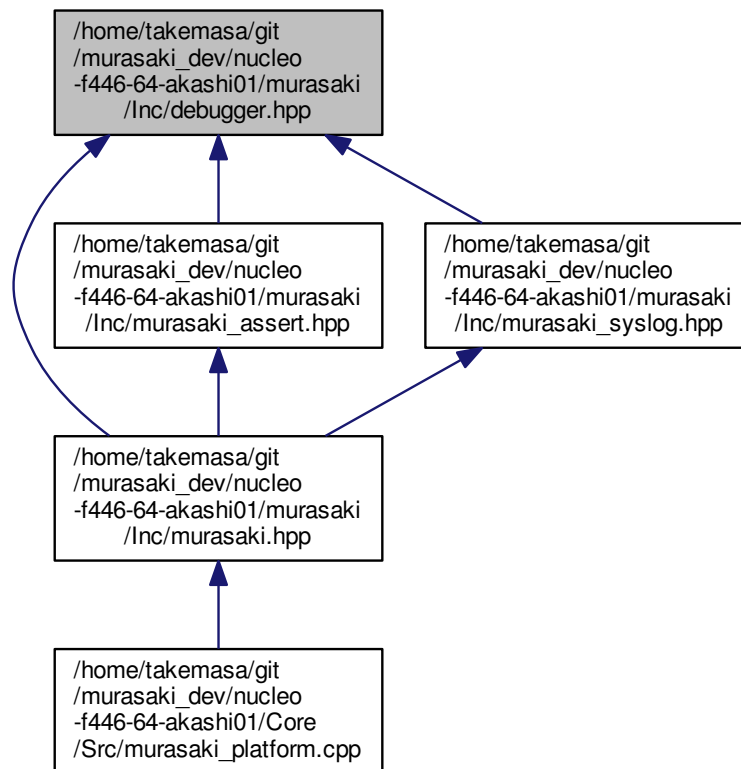 /home/takemasa/git
/murasaki_dev/nucleo
-f446-64-akashi01/murasaki
/Inc/debugger.hpp
/home/takemasa/git
/murasaki_dev/nucleo
-f446-64-akashi01/murasaki
/Inc/murasaki_assert.hpp
/home/takemasa/git
/murasaki_dev/nucleo
-f446-64-akashi01/murasaki
/Inc/murasaki_syslog.hpp
/home/takemasa/git
/murasaki_dev/nucleo
-f446-64-akashi01/murasaki
/Inc/murasaki.hpp
/home/takemasa/git
/murasaki_dev/nucleo
-f446-64-akashi01/Core
/Src/murasaki_platform.cpp